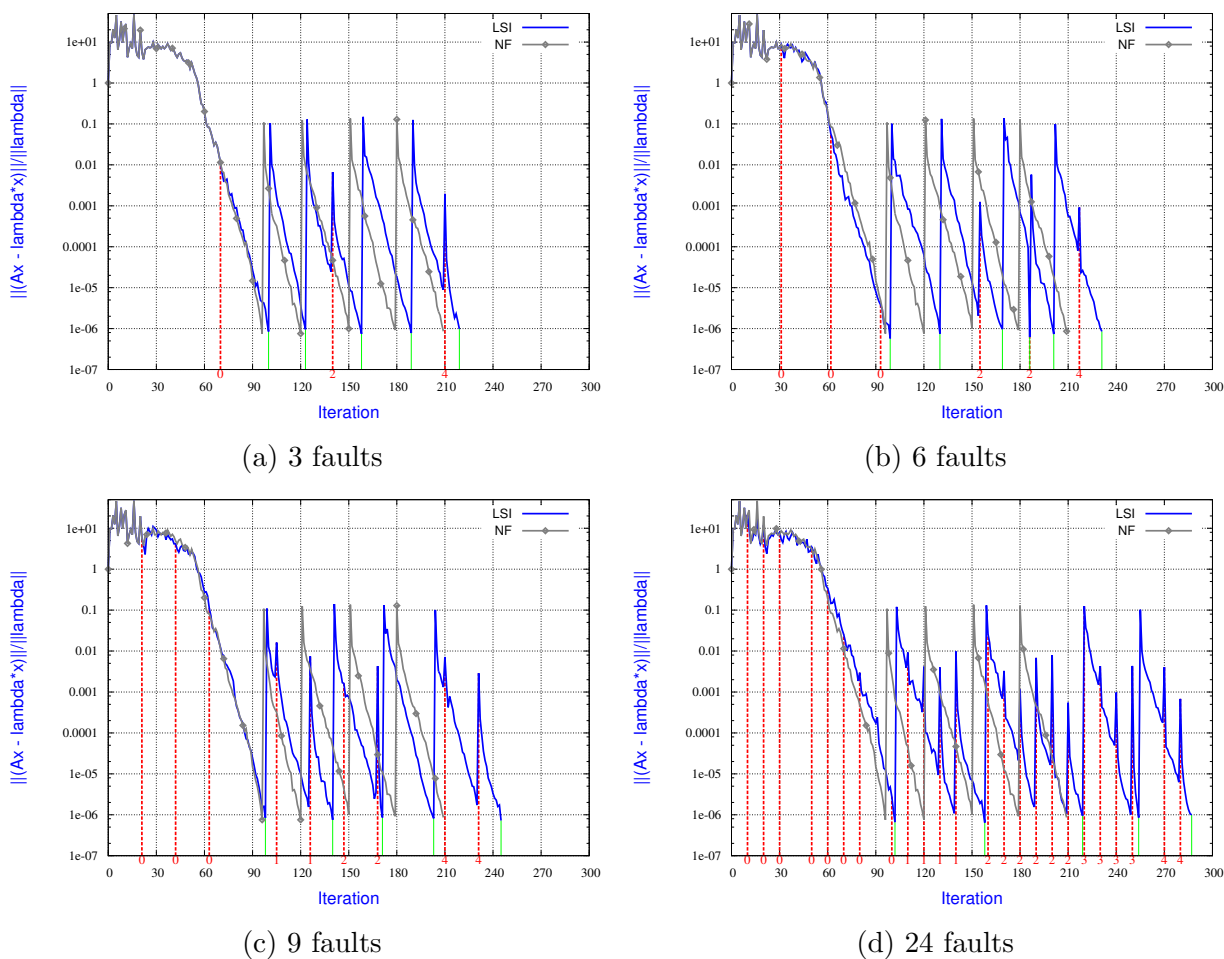 ||(Ax - lambda*x)||/||lambda||
LSI
NF
1e+01
1
0.1
0.01
0.001
0.0001
1e-05
1e-06
1e-07
0 2 4
0 30 60 90 120 150 180 210 240 270 300
Iteration
(a) 3 faults
||(Ax - lambda*x)||/||lambda||
LSI
NF
1e+01
1
0.1
0.01
0.001
0.0001
1e-05
1e-06
1e-07
0 0 0 2 2 4
0 30 60 90 120 150 180 210 240 270 300
Iteration
(b) 6 faults
||(Ax - lambda*x)||/||lambda||
LSI
NF
1e+01
1
0.1
0.01
0.001
0.0001
1e-05
1e-06
1e-07
0 0 0 1 1 2 2 4 4
0 30 60 90 120 150 180 210 240 270 300
Iteration
(c) 9 faults
||(Ax - lambda*x)||/||lambda||
LSI
NF
1e+01
1
0.1
0.01
0.001
0.0001
1e-05
1e-06
1e-07
0 0 0 0 0 0 0 0 1 1 1 1 2 2 2 2 2 2 3 3 3 3 4 4
0 30 60 90 120 150 180 210 240 270 300
Iteration
(d) 24 faults